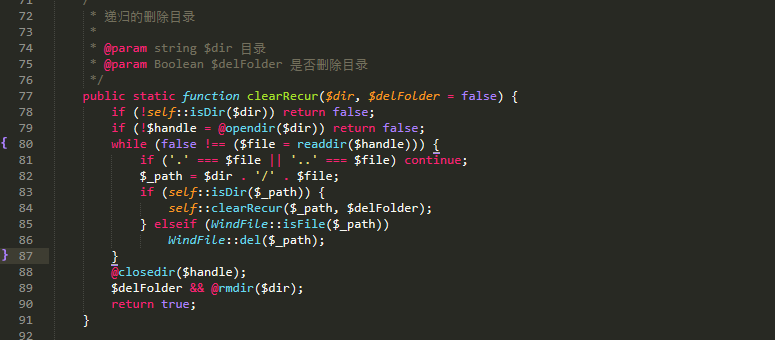 71 /**
72 * 递归的删除目录
73 *
74 * @param string $dir 目录
75 * @param Boolean $delFolder 是否删除目录
76 */
77 public static function clearRecur($dir, $delFolder = false) {
78 if (!self::isDir($dir)) return false;
79 if (!$handle = @opendir($dir)) return false;
{ 80 while (false !== ($file = readdir($handle))) {
81 if ('.' === $file || '..' === $file) continue;
82 $_path = $dir . '/' . $file;
83 if (self::isDir($_path)) {
84 self::clearRecur($_path, $delFolder);
85 } elseif (WindFile::isFile($_path))
86 WindFile::del($_path);
} 87 }
88 @closedir($handle);
89 $delFolder && @rmdir($dir);
90 return true;
91 }
92